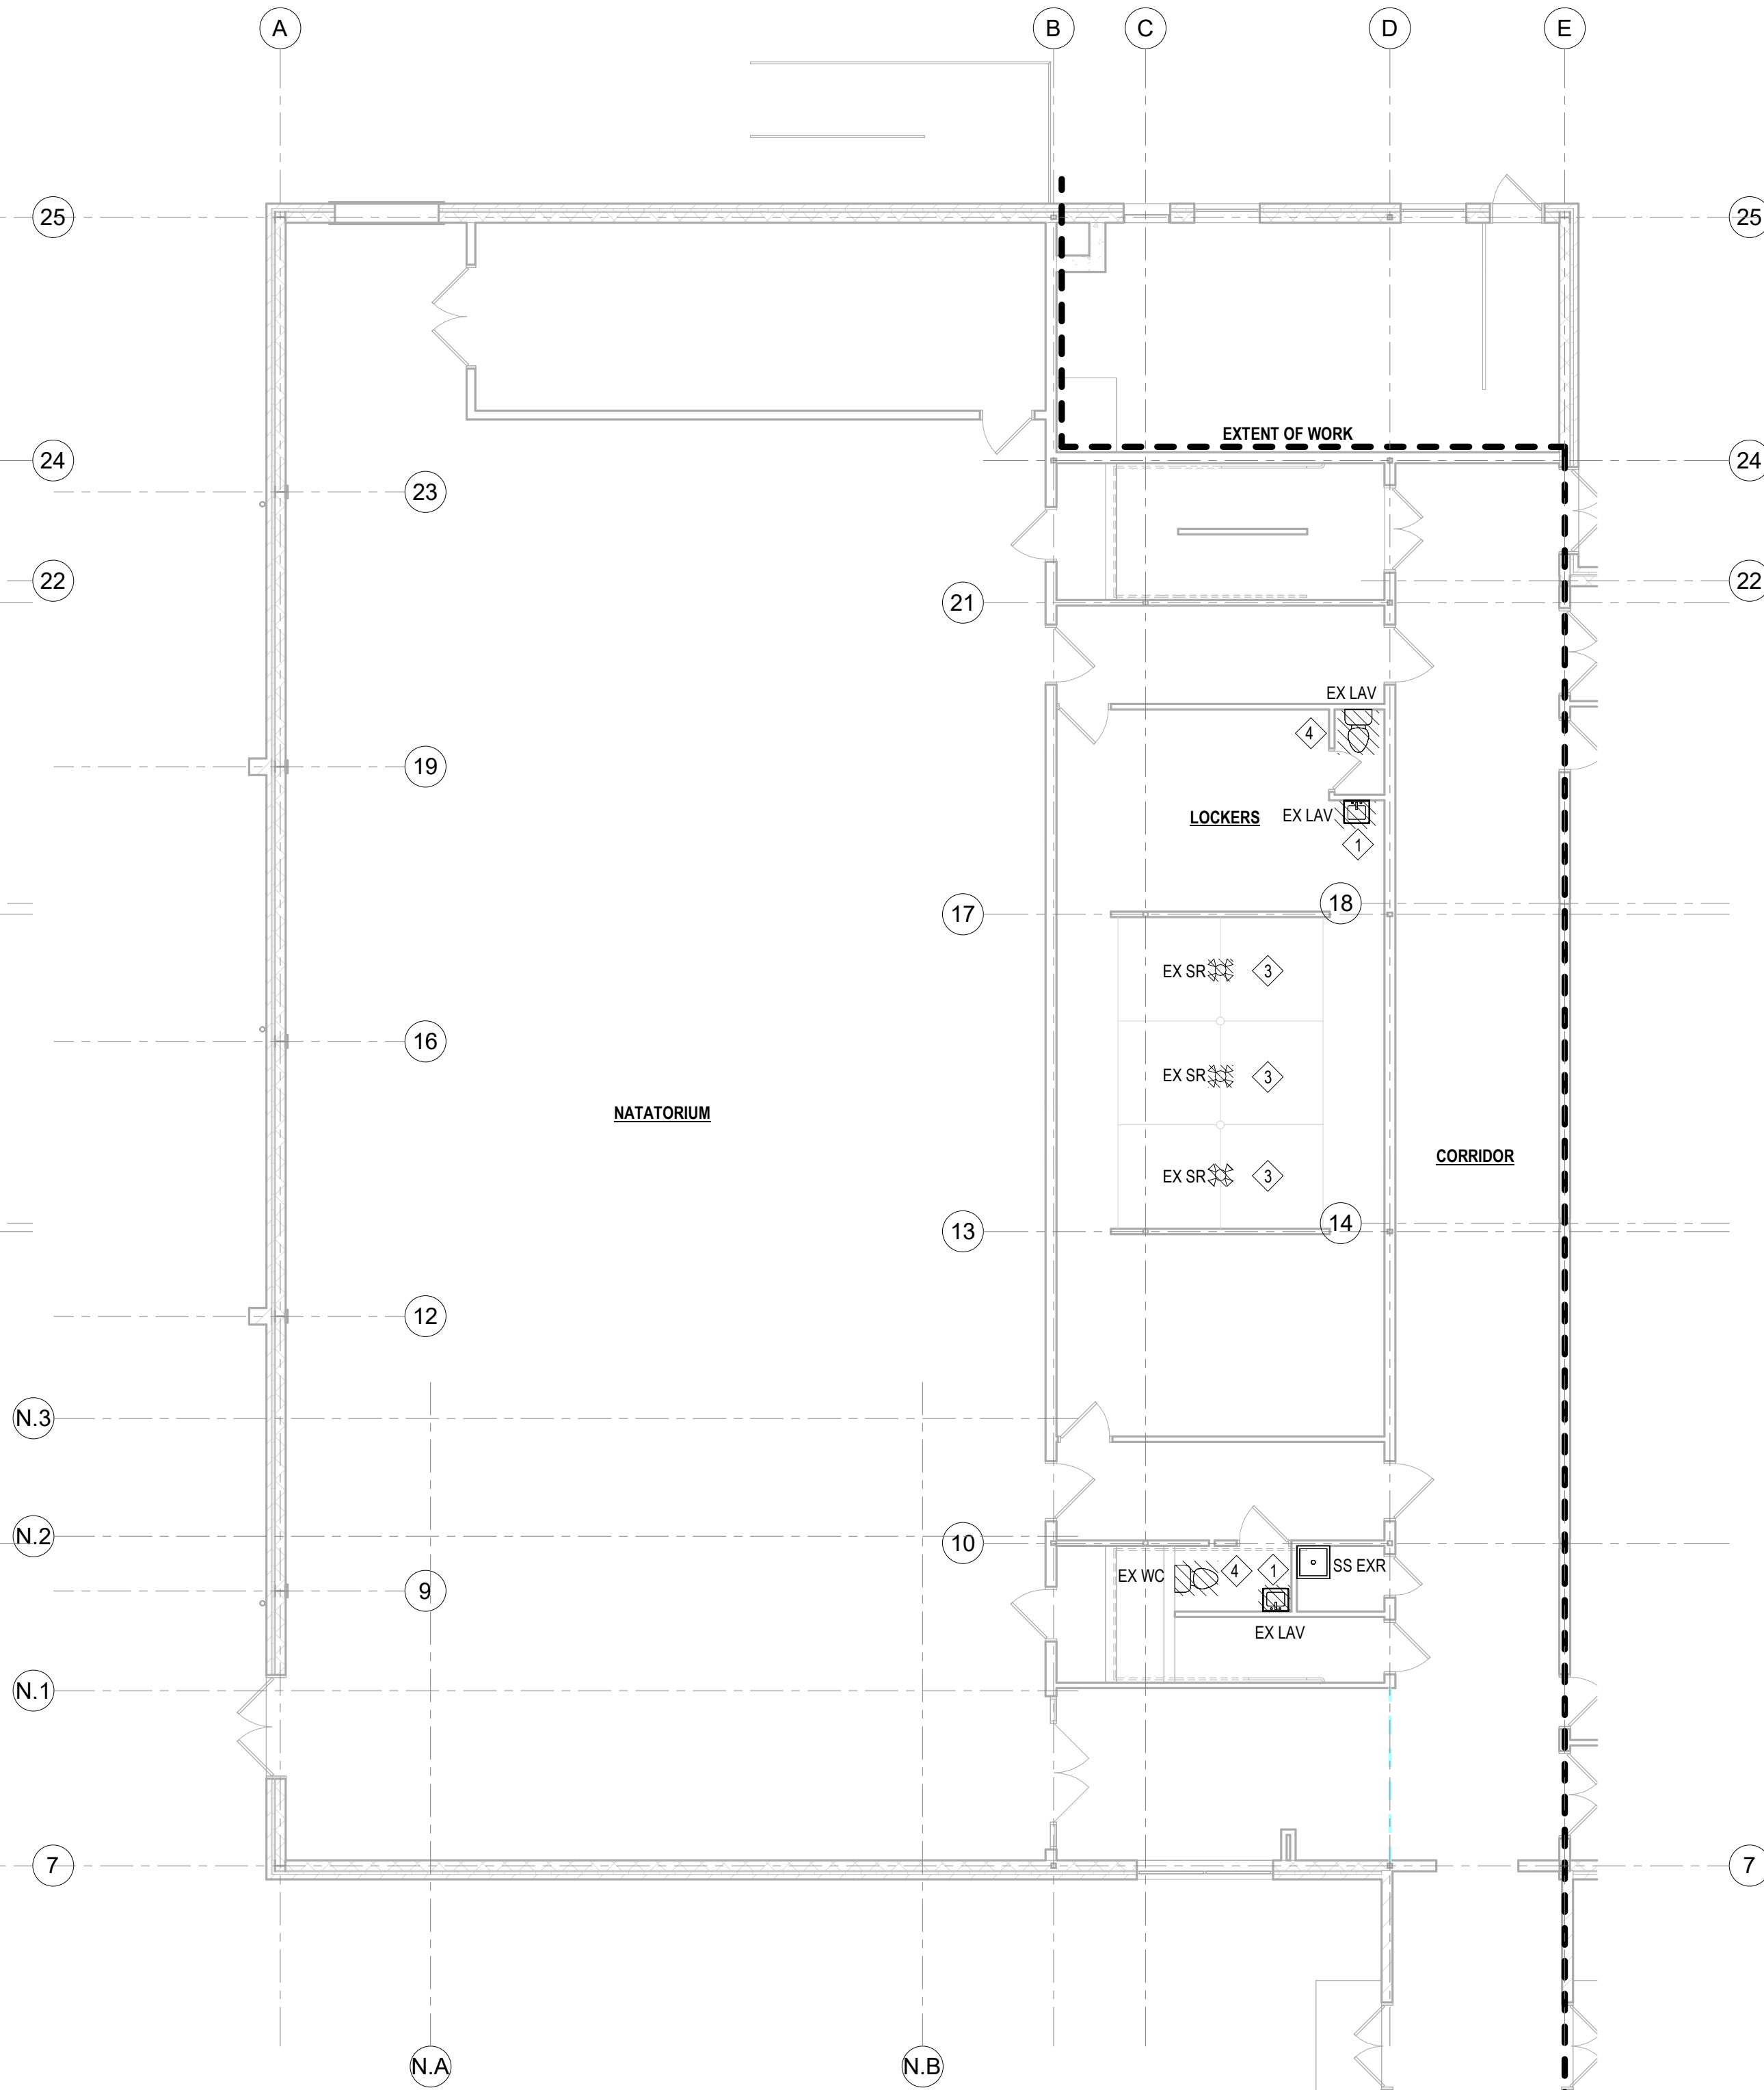 A B C D E
25 25
EXTENT OF WORK
24 24
23
22 22
21
EX LAV
4
19
LOCKERS EX LAV
1
18
17
EX SR 3
16
EX SR 3
NATATORIUM
CORRIDOR
EX SR 3
14
13
12
N.3
N.2 10
EX WC 4 1 SS EXR
9
EX LAV
N.1
7 7
N.A N.B